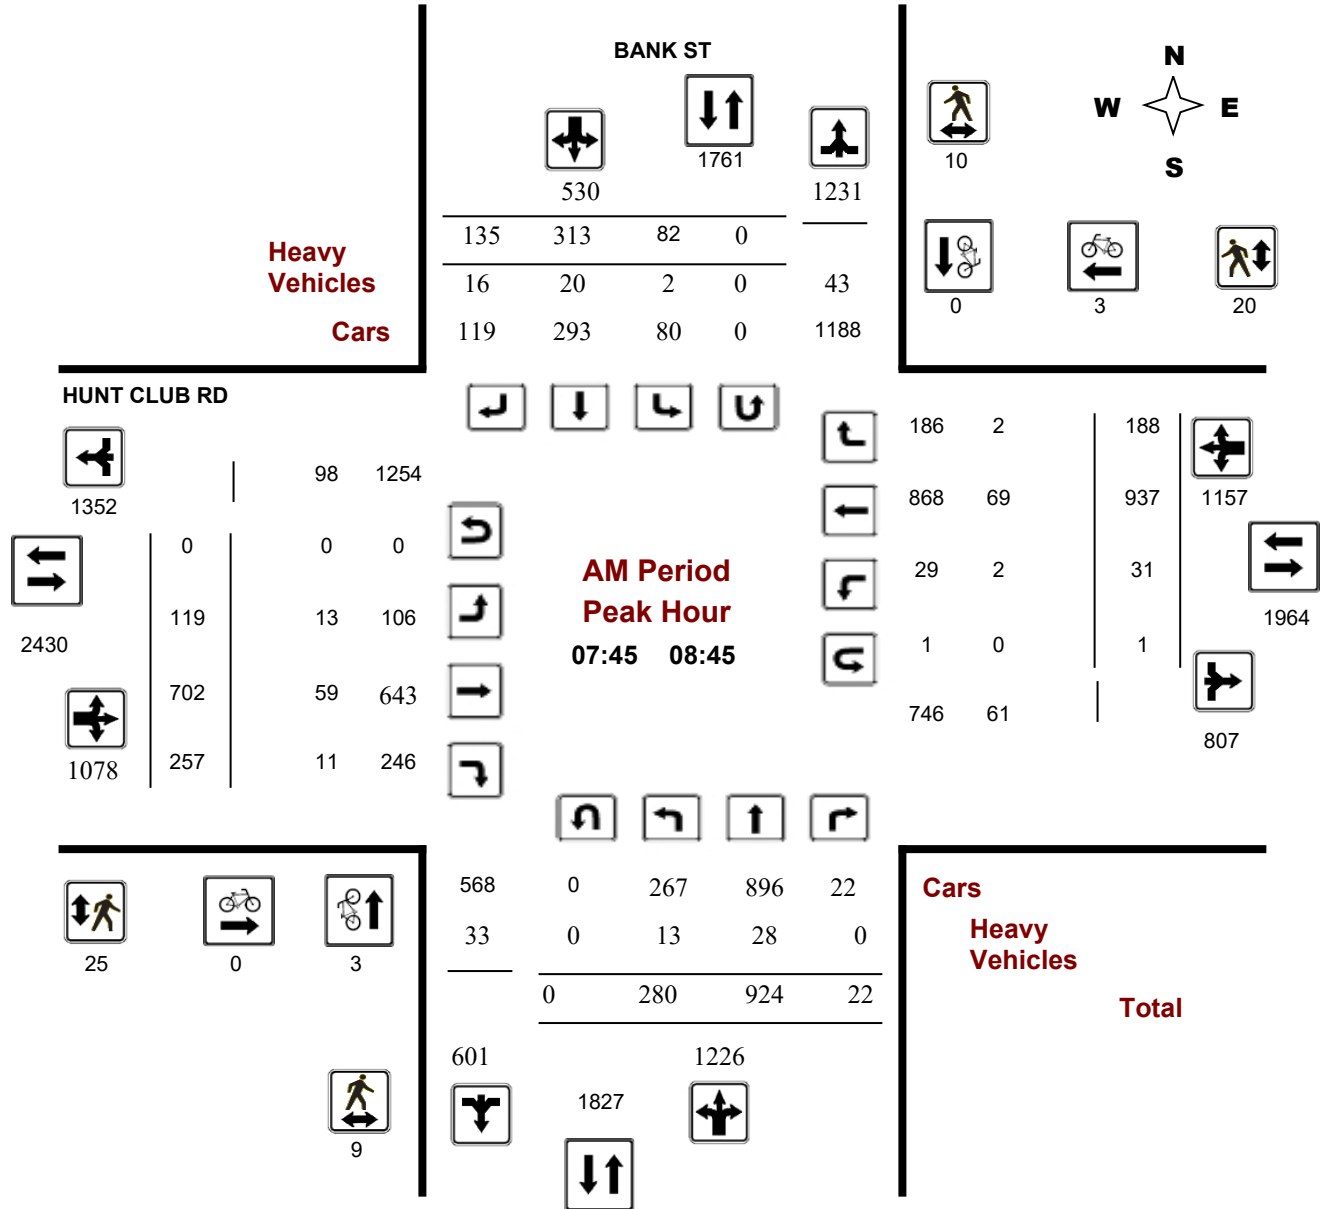 BANK ST
N
W E
S
1761
10
530 1231
135 313 82 0
Heavy
Vehicles
16 20 2 0 43
0 3 20
Cars
119 293 80 0 1188
HUNT CLUB RD
186 2 188
98 1254
1352
868 69 937 1157
0 0 0
AM Period
29 2 31
Peak Hour
119 13 106
1964
2430
07:45 08:45
1 0 1
702 59 643
746 61
807
1078 257 11 246
568 0 267 896 22
Cars
33 0 13 28 0
Heavy
Vehicles
25 0 3
0 280 924 22
Total
601 1226
1827
9